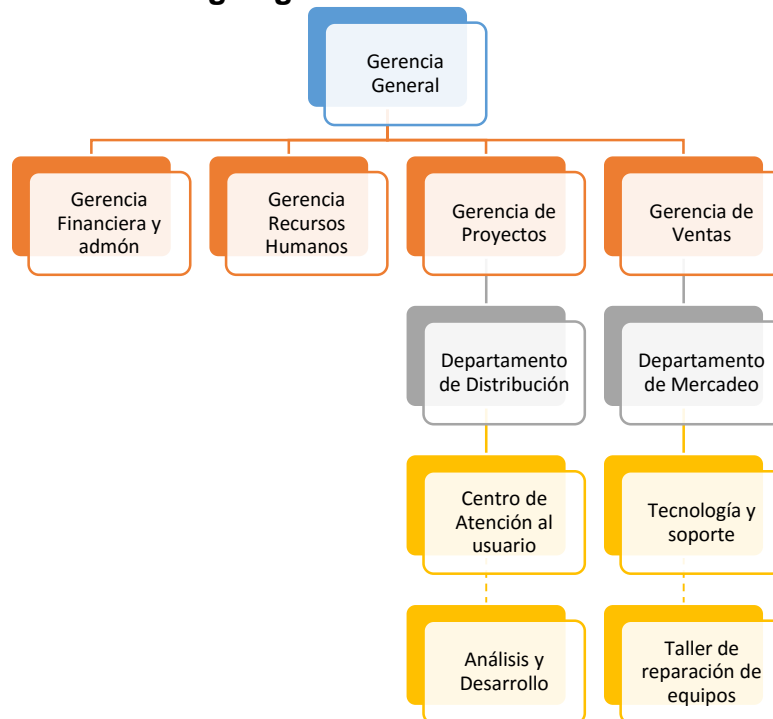 Gerencia
General
Gerencia
Financiera y
admón
Gerencia
Recursos
Humanos
Gerencia de
Proyectos
Gerencia de
Ventas
Departamento
de Distribución
Departamento
de Mercadeo
Centro de
Atención al
usuario
Tecnología y
soporte
Análisis y
Desarrollo
Taller de
reparación de
equipos